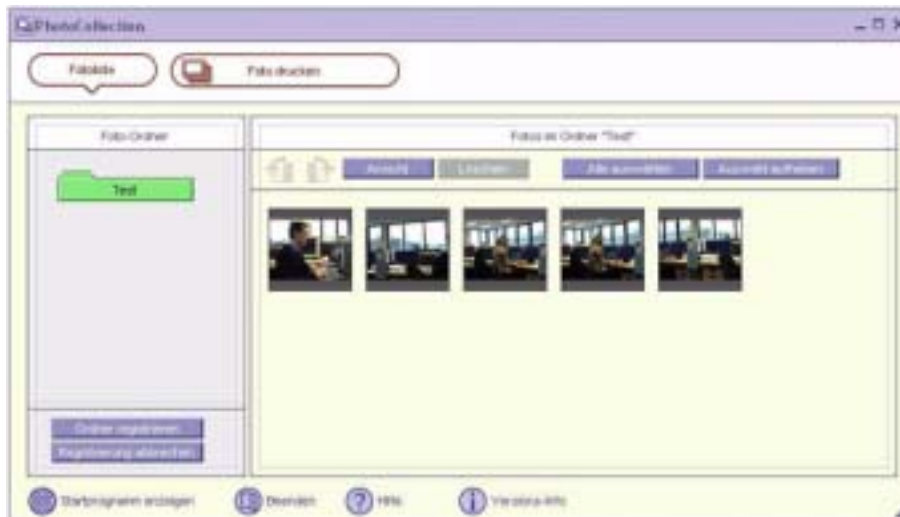 PhotoCollection
Fotoliste
Foto drucken
Foto Ordner
Fotos im Ordner "Test"
Ansicht
Löschen
Alle auswählen
Auswahl aufheben
Test
Ordner registrieren
Registrierung abbrechen
Startprogramm anzeigen
Beenden
Hilfe
Versions-Info